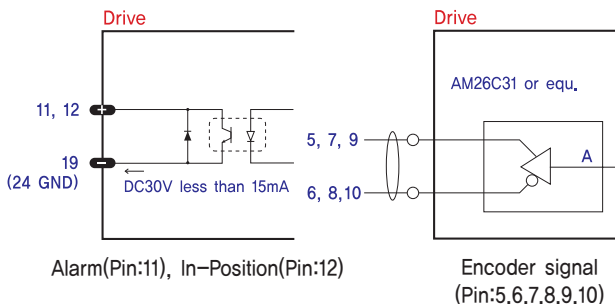 Drive
11, 12
19
(24 GND)
DC30V less than 15mA
Alarm(Pin:11), In-Position(Pin:12)
Drive
AM26C31 or equ.
5, 7, 9
A
6, 8,10
Encoder signal
(Pin:5,6,7,8,9,10)